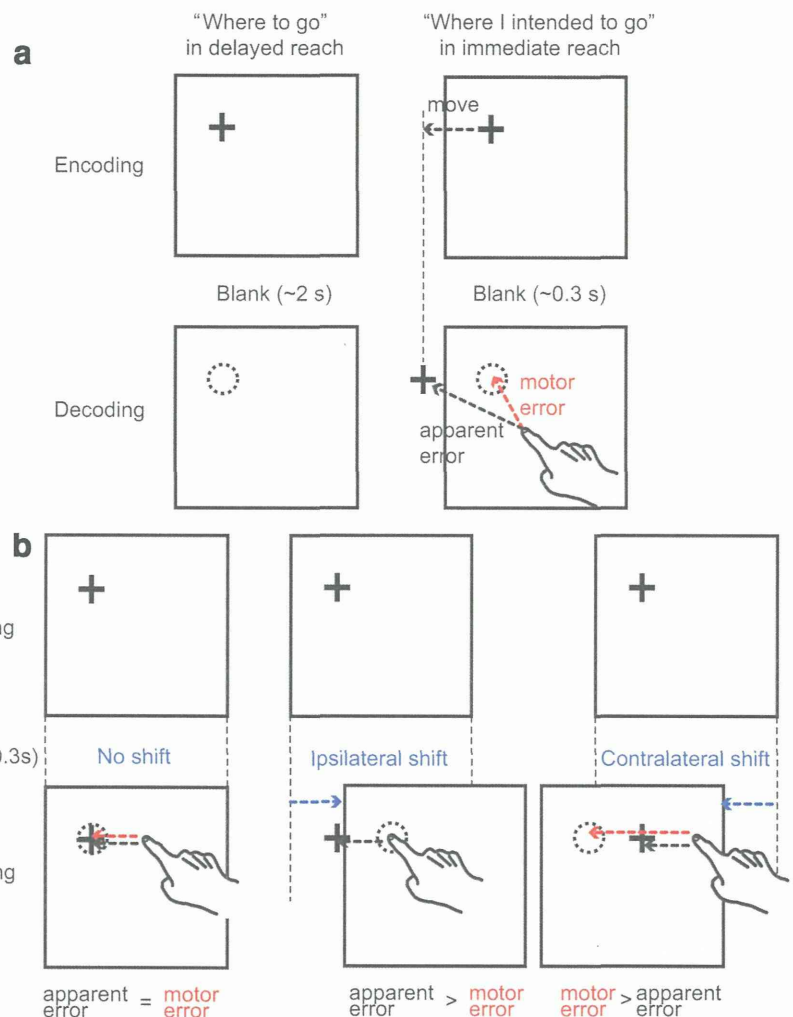 "Where to go"
in delayed reach
"Where I intended to go"
in immediate reach
a
move
Encoding
Blank (~2 s)
Blank (~0.3 s)
Decoding
motor
error
apparent
error
b
ng
0.3s)
No shift
Ipsilateral shift
Contralateral shift
ng
apparent
error
=
motor
error
apparent
error
>
motor
error
motor
error
>
apparent
error